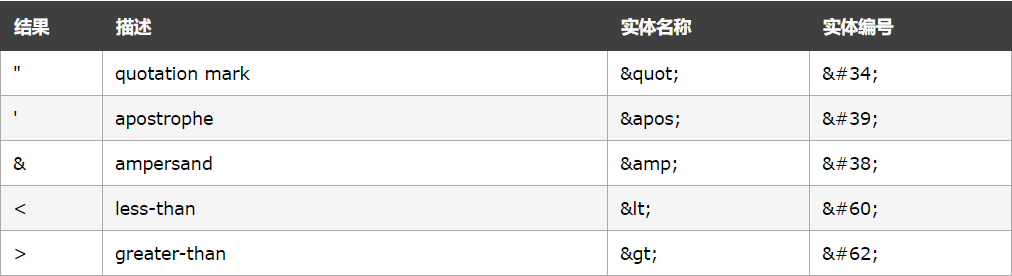 结果 描述 实体名称 实体编号
" quotation mark &quot; &#34;
' apostrophe &apos; &#39;
& ampersand &amp; &#38;
< less-than &lt; &#60;
> greater-than &gt; &#62;